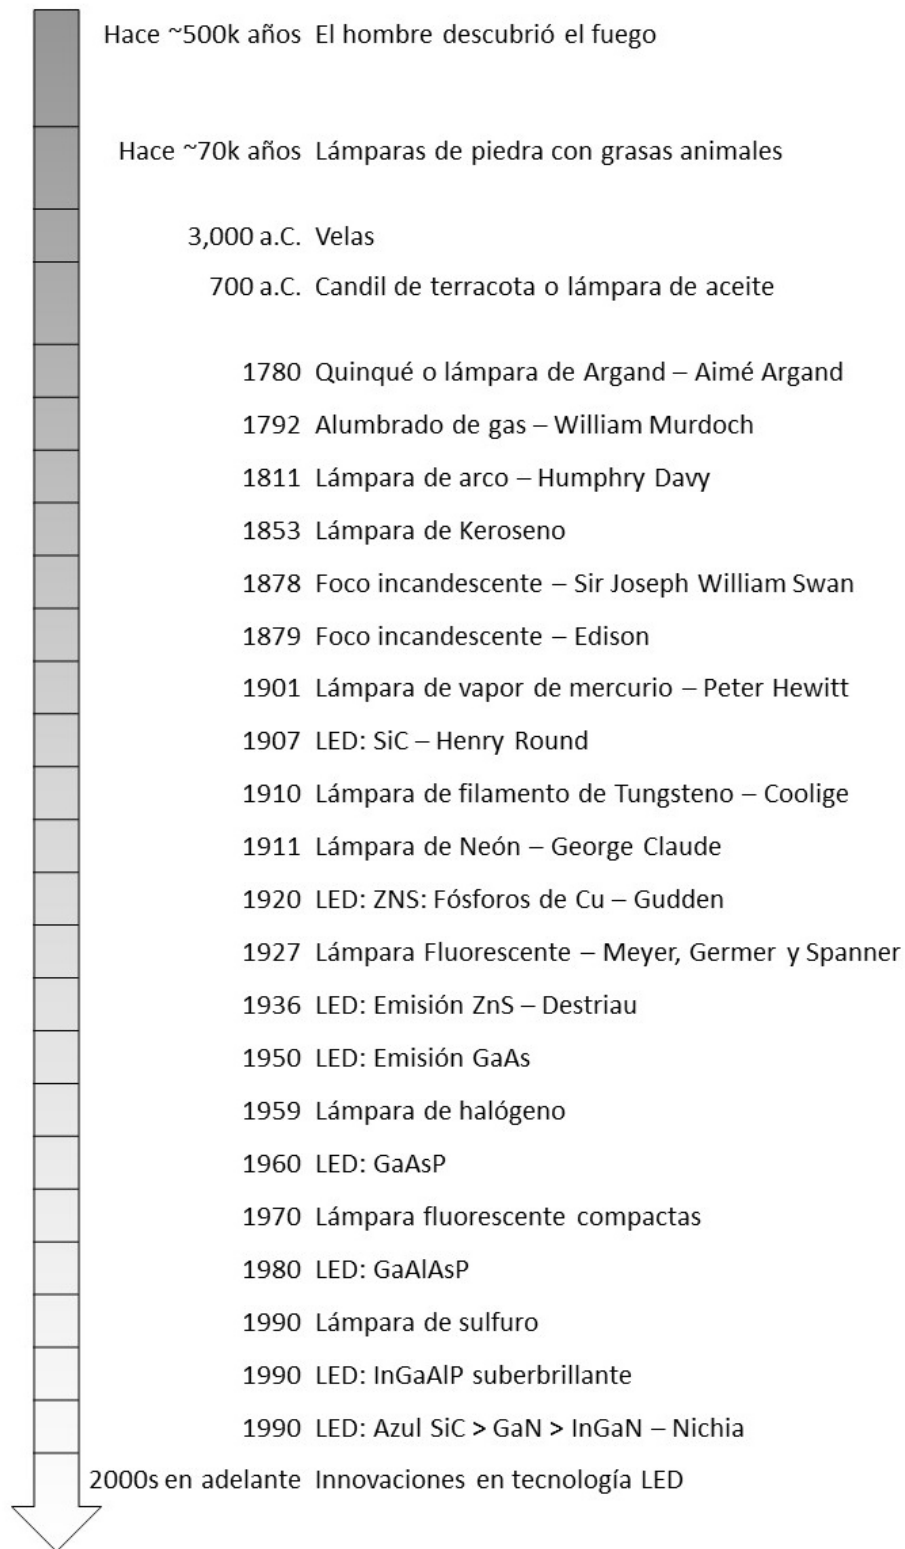 Hace ~500k años El hombre descubrió el fuego
Hace ~70k años Lámparas de piedra con grasas animales
3,000 a.C. Velas
700 a.C. Candil de terracota o lámpara de aceite
1780 Quinqué o lámpara de Argand – Aimé Argand
1792 Alumbrado de gas – William Murdoch
1811 Lámpara de arco – Humphry Davy
1853 Lámpara de Keroseno
1878 Foco incandescente – Sir Joseph William Swan
1879 Foco incandescente – Edison
1901 Lámpara de vapor de mercurio – Peter Hewitt
1907 LED: SiC – Henry Round
1910 Lámpara de filamento de Tungsteno – Coolige
1911 Lámpara de Neón – George Claude
1920 LED: ZNS: Fósforos de Cu – Gudden
1927 Lámpara Fluorescente – Meyer, Germer y Spanner
1936 LED: Emisión ZnS – Destriau
1950 LED: Emisión GaAs
1959 Lámpara de halógeno
1960 LED: GaAsP
1970 Lámpara fluorescente compactas
1980 LED: GaAlAsP
1990 Lámpara de sulfuro
1990 LED: InGaAlP suberbrillante
1990 LED: Azul SiC > GaN > InGaN – Nichia
2000s en adelante Innovaciones en tecnología LED